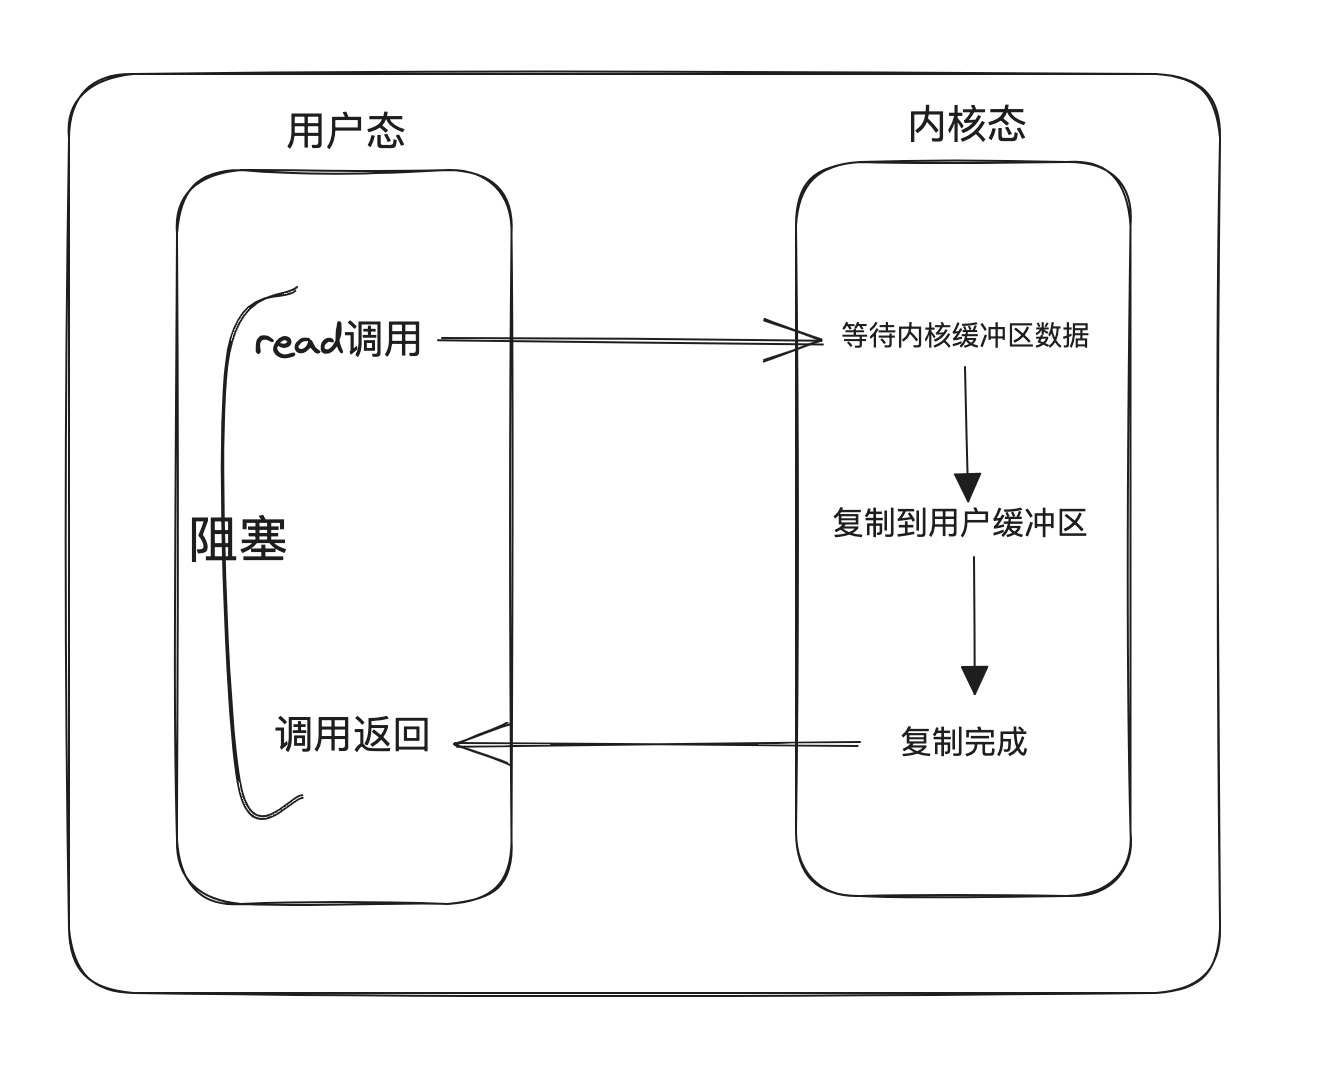 用户态
内核态
read调用
等待内核缓冲区数据
复制到用户缓冲区
阻塞
调用返回
复制完成